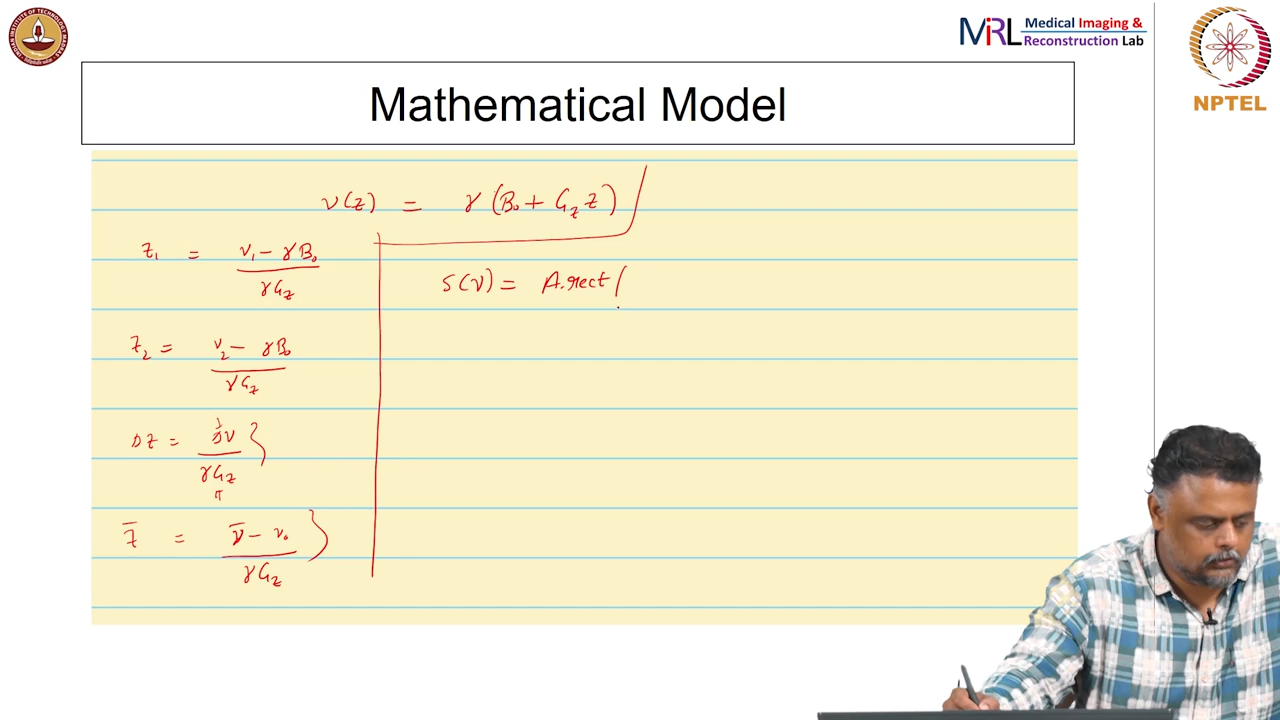 MIRL Medical Imaging & Reconstruction Lab
NPTEL
Mathematical Model
ν(z) = γ (B₀ + G_z z)
z₁ = (ν₁ − γB₀) / γG_z
S(ν) = A.rect(
z₂ = (ν₂ − γB₀) / γG_z
Δz = Δν / γG_z }
z̄ = (ν̄ − ν₀) / γG_z }